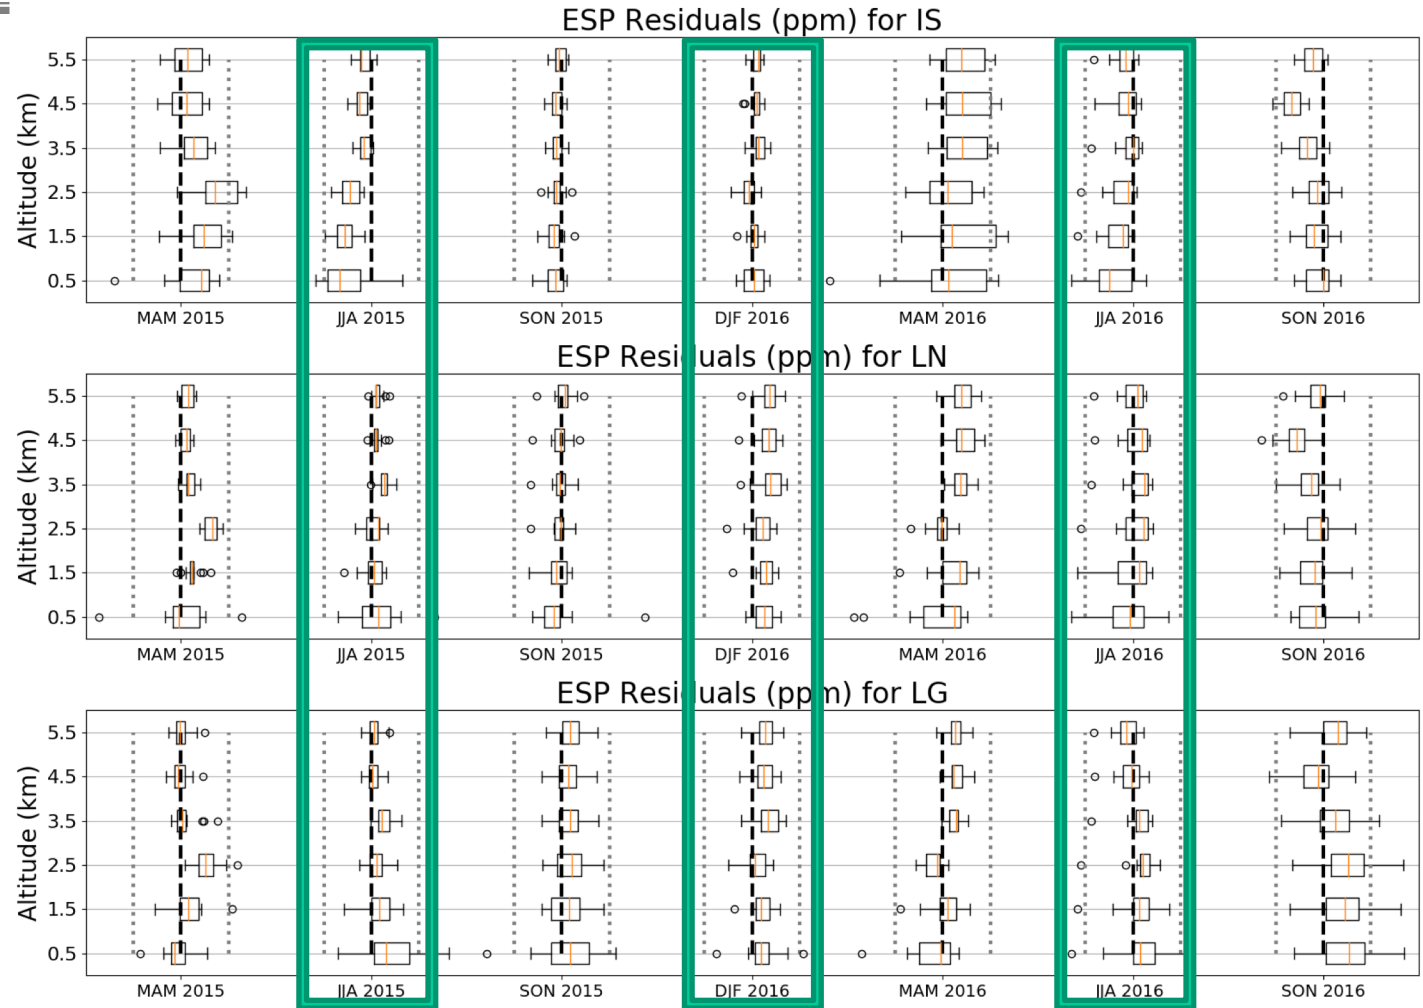 ESP Residuals (ppm) for IS
Altitude (km)
5.5
4.5
3.5
2.5
1.5
0.5
MAM 2015 JJA 2015 SON 2015 DJF 2016 MAM 2016 JJA 2016 SON 2016
ESP Residuals (ppm) for LN
Altitude (km)
5.5
4.5
3.5
2.5
1.5
0.5
MAM 2015 JJA 2015 SON 2015 DJF 2016 MAM 2016 JJA 2016 SON 2016
ESP Residuals (ppm) for LG
Altitude (km)
5.5
4.5
3.5
2.5
1.5
0.5
MAM 2015 JJA 2015 SON 2015 DJF 2016 MAM 2016 JJA 2016 SON 2016